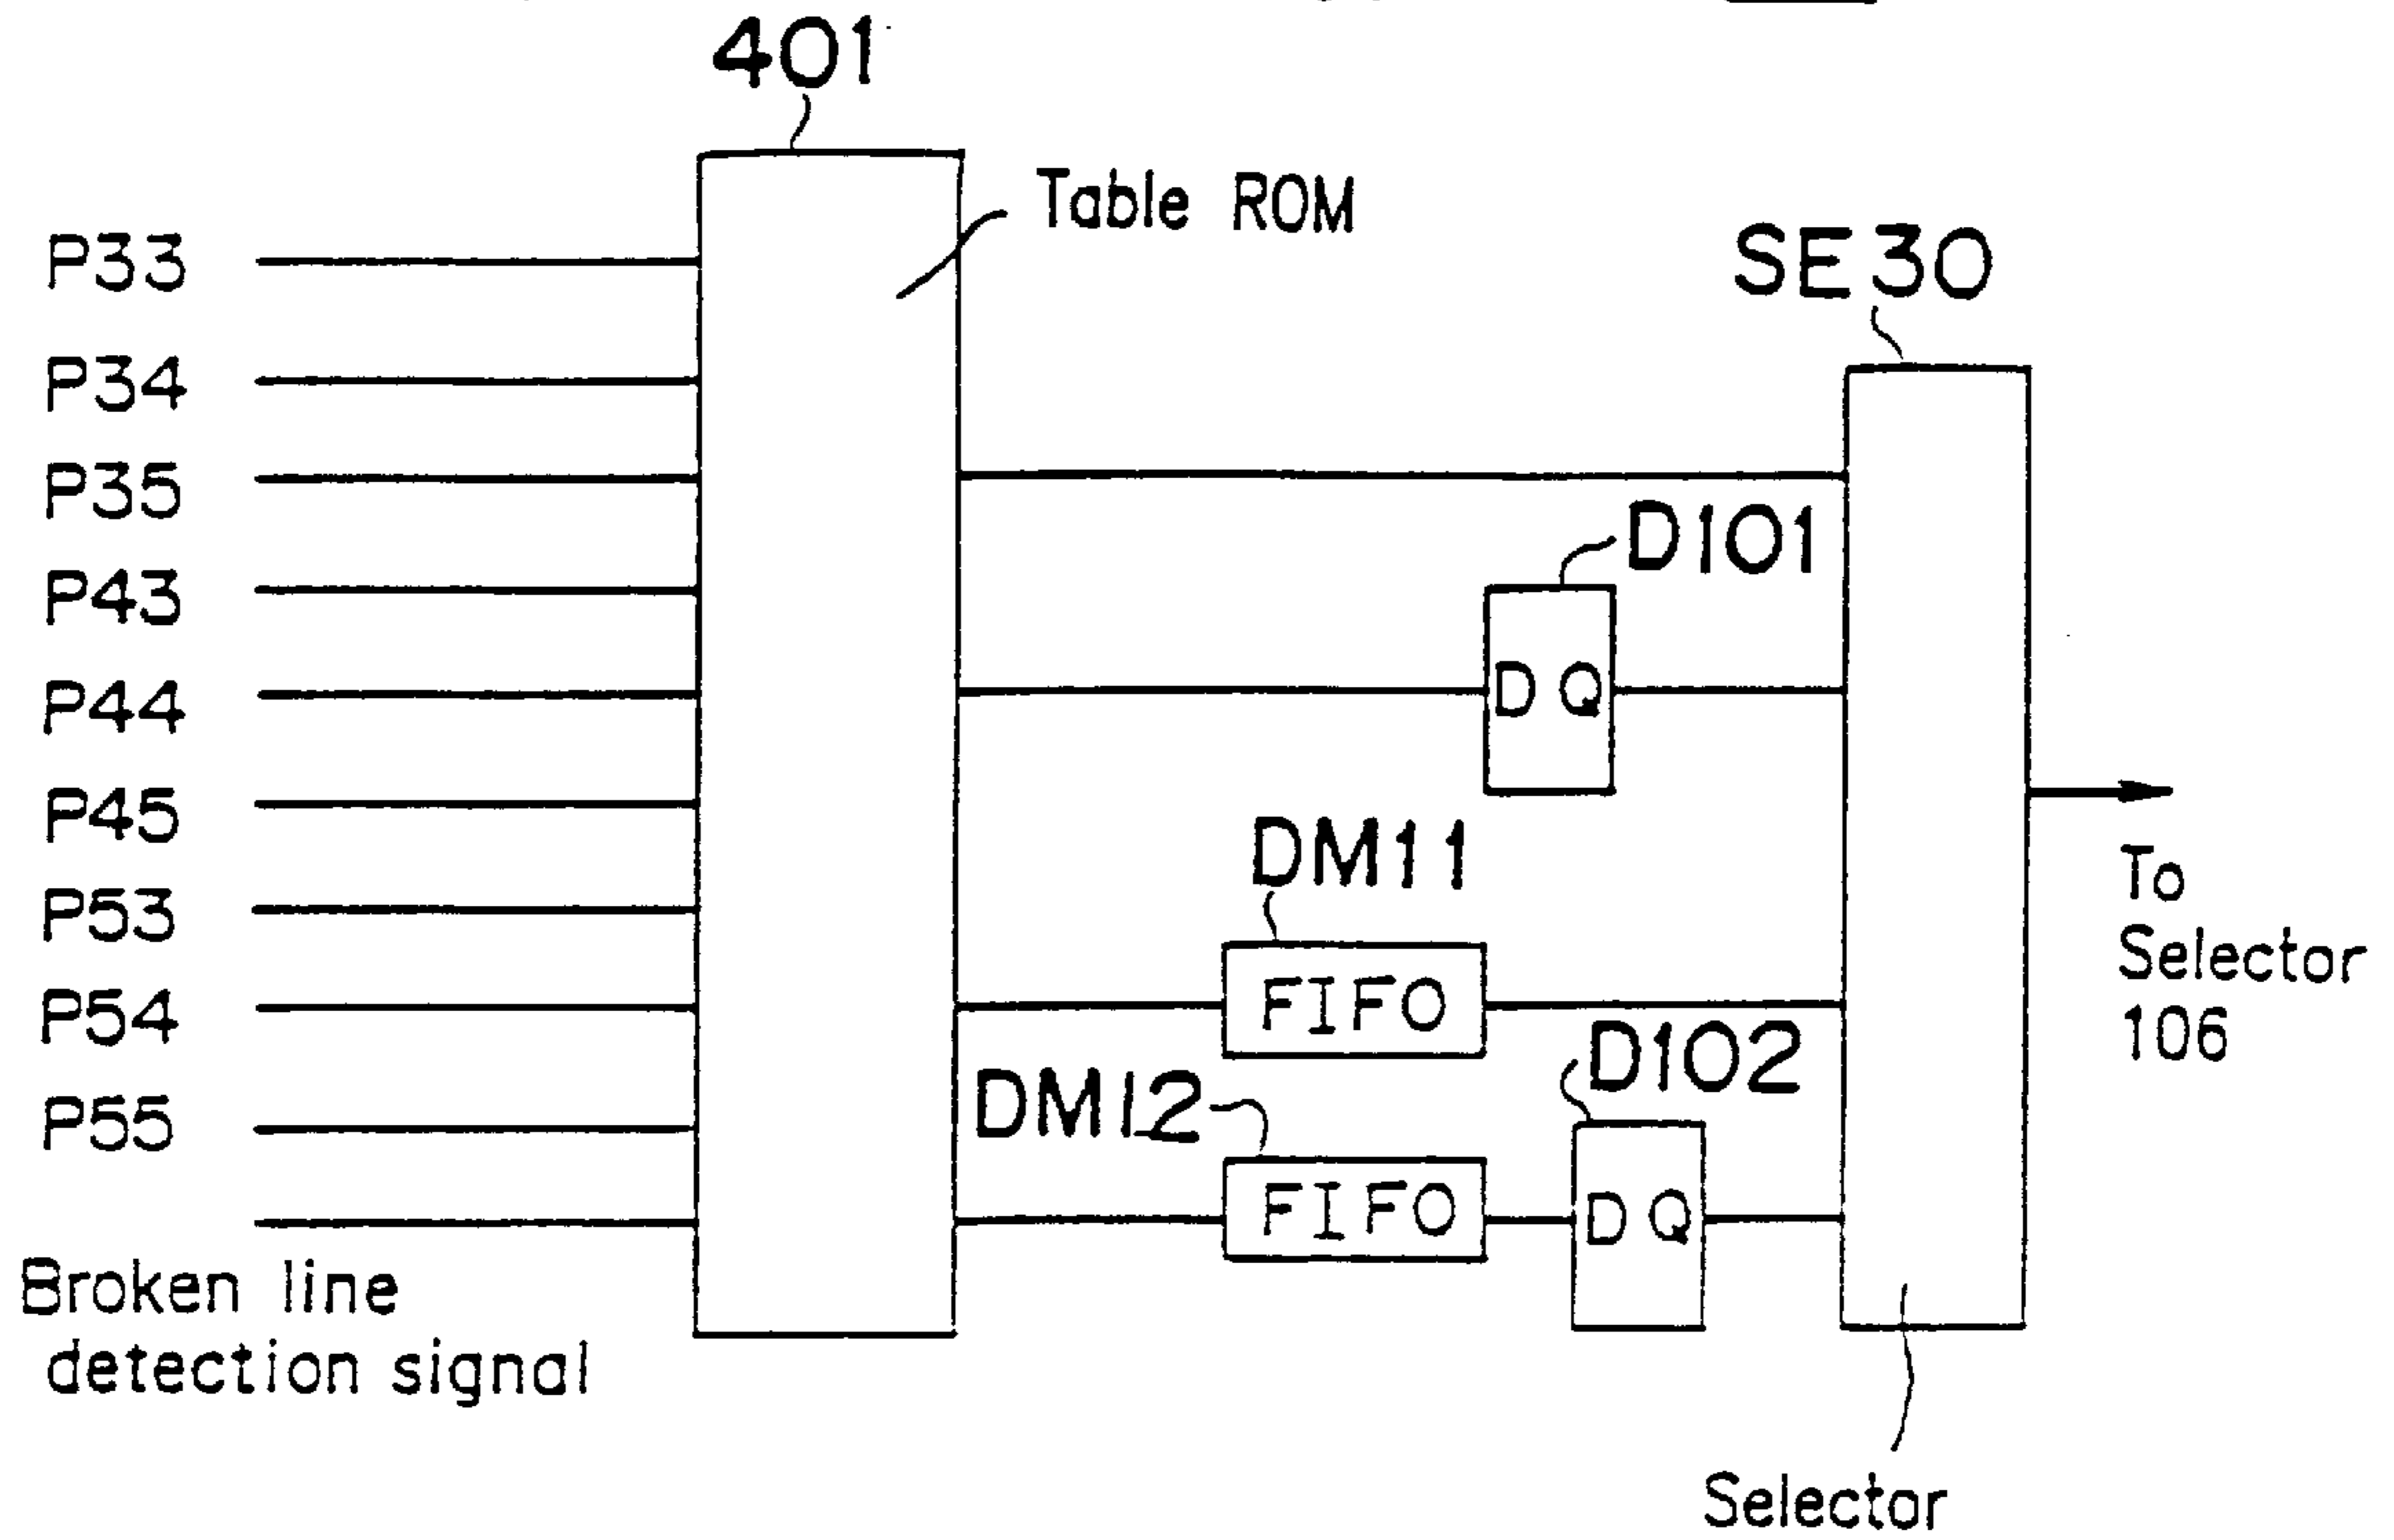 401
Table ROM
SE30
P33
P34
P35
P43
P44
P45
P53
P54
P55
Broken line
detection signal
D101
D Q
DM11
FIFO
DM12
FIFO
D102
D Q
To
Selector
106
Selector